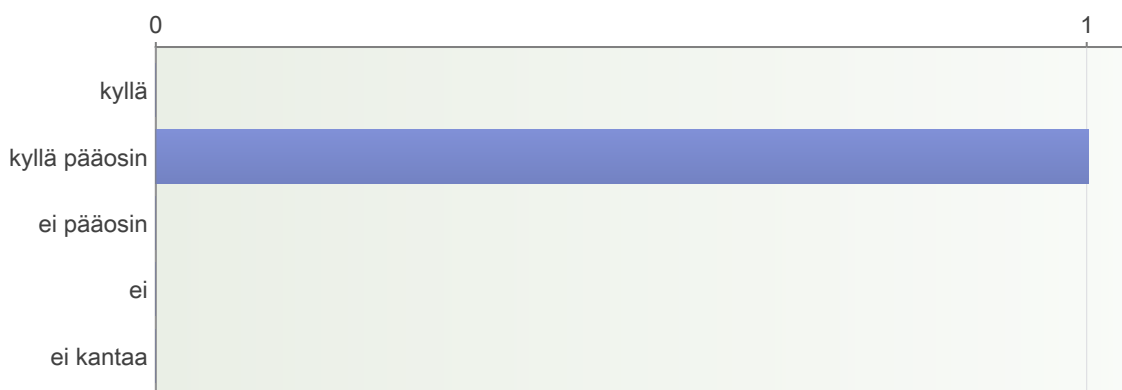 0 1
kyllä
kyllä pääosin
ei pääosin
ei
ei kantaa